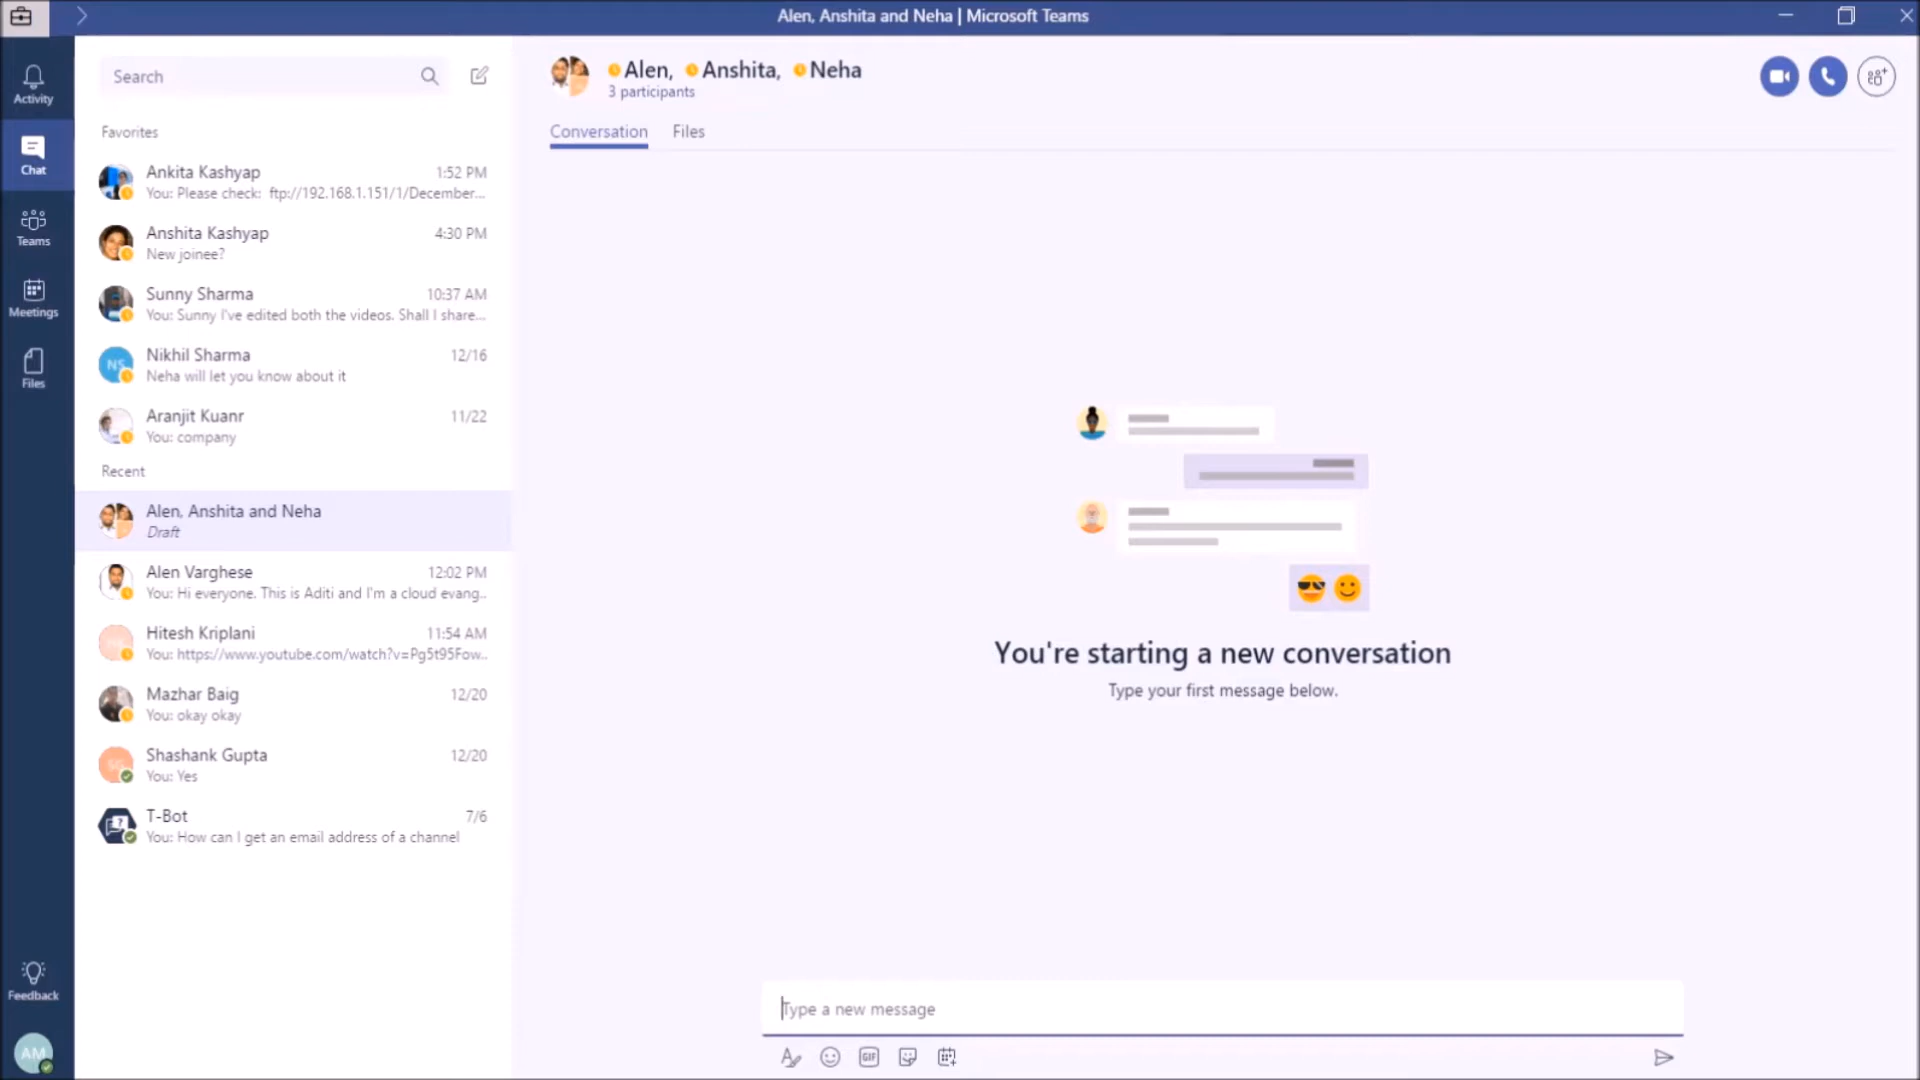 Alen, Anshita and Neha | Microsoft Teams
Activity
Chat
Teams
Meetings
Files
Feedback
AM
Search
Favorites
Ankita Kashyap 1:52 PM
You: Please check: ftp://192.168.1.151/1/December...
Anshita Kashyap 4:30 PM
New joinee?
Sunny Sharma 10:37 AM
You: Sunny I've edited both the videos. Shall I share...
NS
Nikhil Sharma 12/16
Neha will let you know about it
Aranjit Kuanr 11/22
You: company
Recent
Alen, Anshita and Neha
Draft
Alen Varghese 12:02 PM
You: Hi everyone. This is Aditi and I'm a cloud evang..
Hitesh Kriplani 11:54 AM
You: https://www.youtube.com/watch?v=Pg5t95Fow..
Mazhar Baig 12/20
You: okay okay
SG
Shashank Gupta 12/20
You: Yes
T-Bot 7/6
You: How can I get an email address of a channel
Alen, Anshita, Neha
3 participants
Conversation Files
You're starting a new conversation
Type your first message below.
Type a new message
GIF